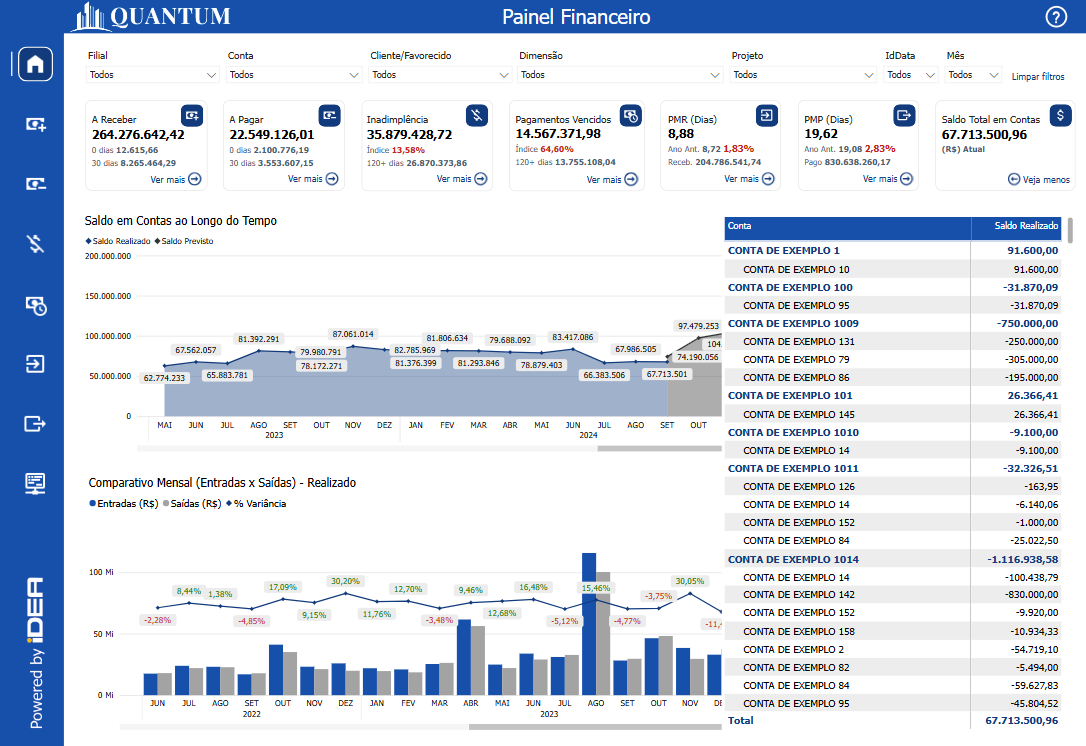 QUANTUM
Painel Financeiro
?
Filial
Conta
Cliente/Favorecido
Dimensão
Projeto
IdData
Mês
Todos
Todos
Todos
Todos
Todos
Todos
Todos
Limpar filtros
A Receber
264.276.642,42
0 dias 12.615,66
30 dias 8.265.464,29
Ver mais
A Pagar
22.549.126,01
0 dias 2.100.776,19
30 dias 3.553.607,15
Ver mais
Inadimplência
35.879.428,72
Índice 13,58%
120+ dias 26.870.373,86
Ver mais
Pagamentos Vencidos
14.567.371,98
Índice 64,60%
120+ dias 13.755.108,04
Ver mais
PMR (Dias)
8,88
Ano Ant. 8,72 1,83%
Receb. 204.786.541,74
Ver mais
PMP (Dias)
19,62
Ano Ant. 19,08 2,83%
Pago 830.638.260,17
Ver mais
Saldo Total em Contas
67.713.500,96
(R$) Atual
Veja menos
Saldo em Contas ao Longo do Tempo
Saldo Realizado Saldo Previsto
200.000.000
150.000.000
100.000.000
50.000.000
0
62.774.233
67.562.057
65.883.781
81.392.291
79.980.791
78.172.271
87.061.014
82.785.969
81.376.399
81.806.634
81.293.846
79.688.092
78.879.403
83.417.086
66.383.506
67.986.505
67.713.501
97.479.253
74.190.056
104.
MAI JUN JUL AGO SET OUT NOV DEZ JAN FEV MAR ABR MAI JUN JUL AGO SET OUT
2023 2024
Comparativo Mensal (Entradas x Saídas) - Realizado
Entradas (R$) Saídas (R$) % Variância
100 Mi
50 Mi
0 Mi
-2,28%
8,44%
1,38%
-4,85%
17,09%
9,15%
30,20%
11,76%
12,70%
-3,48%
9,46%
12,68%
16,48%
-5,12%
15,46%
-4,77%
-3,75%
30,05%
-11,
JUN JUL AGO SET OUT NOV DEZ JAN FEV MAR ABR MAI JUN JUL AGO SET OUT NOV DE
2022 2023
Conta Saldo Realizado
CONTA DE EXEMPLO 1 91.600,00
CONTA DE EXEMPLO 10 91.600,00
CONTA DE EXEMPLO 100 -31.870,09
CONTA DE EXEMPLO 95 -31.870,09
CONTA DE EXEMPLO 1009 -750.000,00
CONTA DE EXEMPLO 131 -250.000,00
CONTA DE EXEMPLO 79 -305.000,00
CONTA DE EXEMPLO 86 -195.000,00
CONTA DE EXEMPLO 101 26.366,41
CONTA DE EXEMPLO 145 26.366,41
CONTA DE EXEMPLO 1010 -9.100,00
CONTA DE EXEMPLO 14 -9.100,00
CONTA DE EXEMPLO 1011 -32.326,51
CONTA DE EXEMPLO 126 -163,95
CONTA DE EXEMPLO 14 -6.140,06
CONTA DE EXEMPLO 152 -1.000,00
CONTA DE EXEMPLO 84 -25.022,50
CONTA DE EXEMPLO 1014 -1.116.938,58
CONTA DE EXEMPLO 14 -100.438,79
CONTA DE EXEMPLO 142 -830.000,00
CONTA DE EXEMPLO 152 -9.920,00
CONTA DE EXEMPLO 158 -10.934,33
CONTA DE EXEMPLO 2 -54.719,10
CONTA DE EXEMPLO 82 -5.494,00
CONTA DE EXEMPLO 84 -59.627,83
CONTA DE EXEMPLO 95 -45.804,52
Total 67.713.500,96
Powered by iDEA